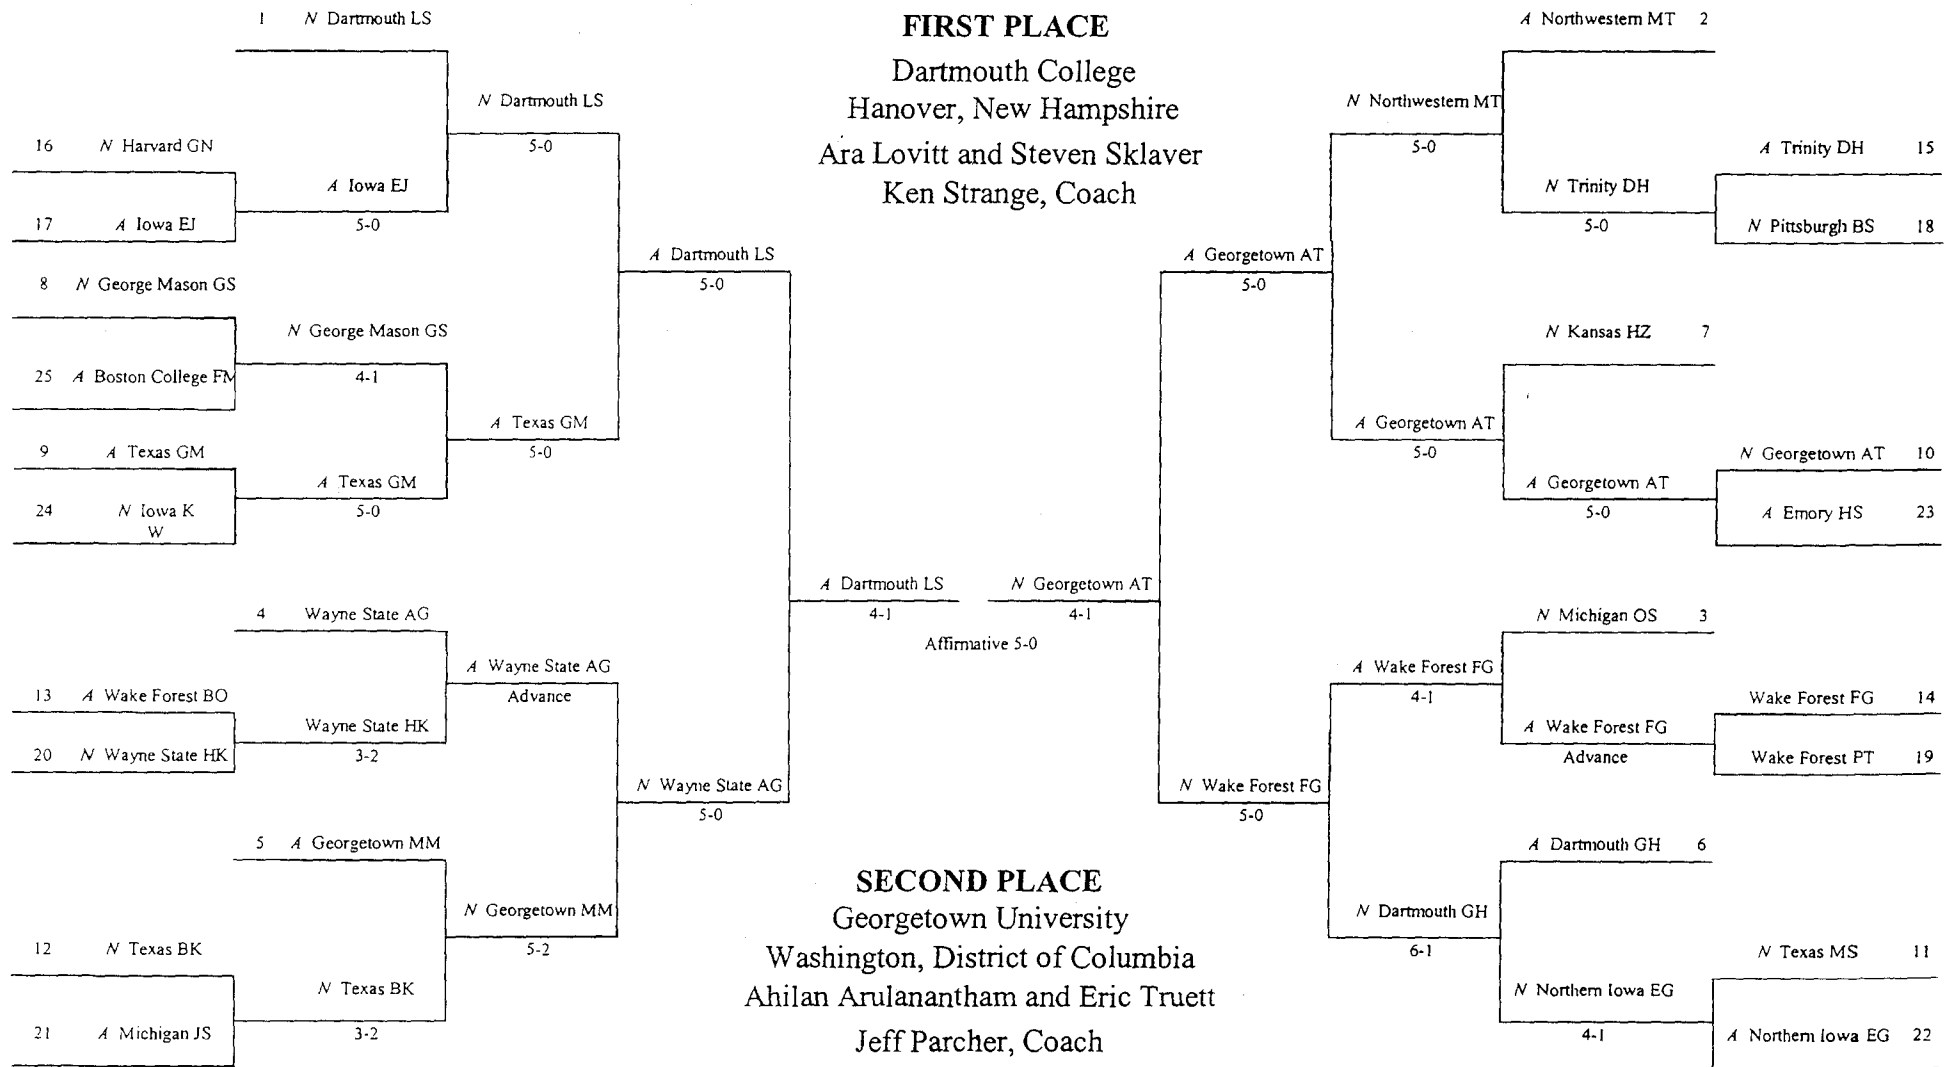 1 N Dartmouth LS
N Dartmouth LS
5-0
16 N Harvard GN
A Iowa EJ
5-0
17 A Iowa EJ
A Dartmouth LS
5-0
8 N George Mason GS
N George Mason GS
4-1
25 A Boston College FM
A Texas GM
5-0
9 A Texas GM
A Texas GM
5-0
24 N Iowa K
W
A Dartmouth LS
4-1
4 Wayne State AG
A Wayne State AG
Advance
13 A Wake Forest BO
Wayne State HK
3-2
20 N Wayne State HK
N Wayne State AG
5-0
5 A Georgetown MM
N Georgetown MM
5-2
12 N Texas BK
N Texas BK
3-2
21 A Michigan JS
FIRST PLACE
Dartmouth College
Hanover, New Hampshire
Ara Lovitt and Steven Sklaver
Ken Strange, Coach
Affirmative 5-0
SECOND PLACE
Georgetown University
Washington, District of Columbia
Ahilan Arulanantham and Eric Truett
Jeff Parcher, Coach
A Northwestern MT 2
N Northwestern MT
5-0
A Trinity DH 15
N Trinity DH
5-0
N Pittsburgh BS 18
A Georgetown AT
5-0
N Kansas HZ 7
A Georgetown AT
5-0
N Georgetown AT 10
A Georgetown AT
5-0
A Emory HS 23
N Georgetown AT
4-1
N Michigan OS 3
A Wake Forest FG
4-1
Wake Forest FG 14
A Wake Forest FG
Advance
Wake Forest PT 19
N Wake Forest FG
5-0
A Dartmouth GH 6
N Dartmouth GH
6-1
N Texas MS 11
N Northern Iowa EG
4-1
A Northern Iowa EG 22